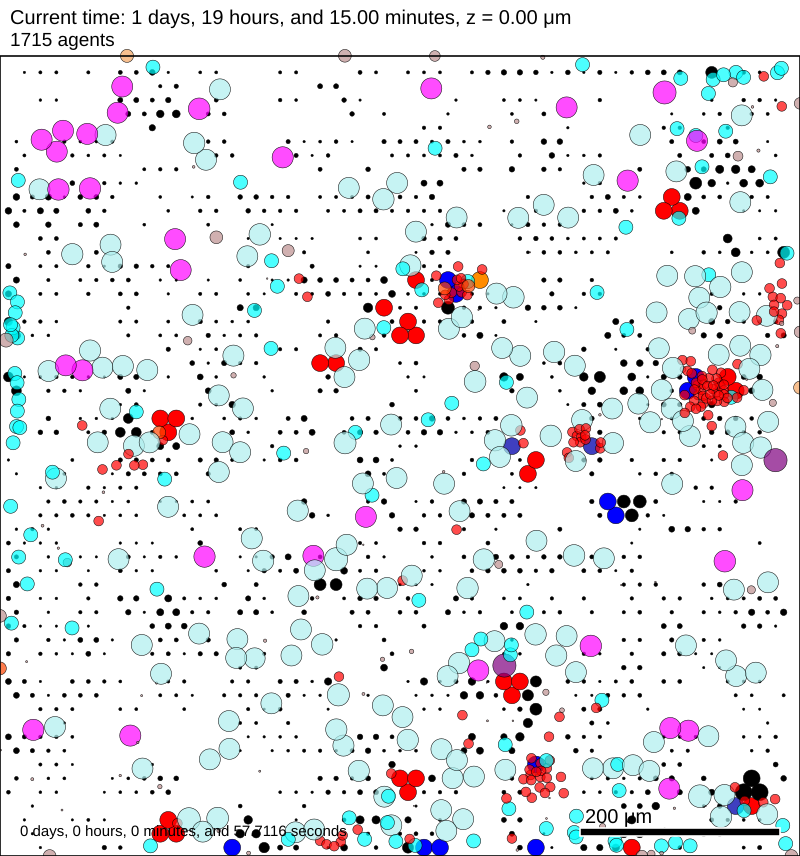 Current time: 1 days, 19 hours, and 15.00 minutes, z = 0.00 μm
1715 agents
200 μm
0 days, 0 hours, 0 minutes, and 57.7116 seconds